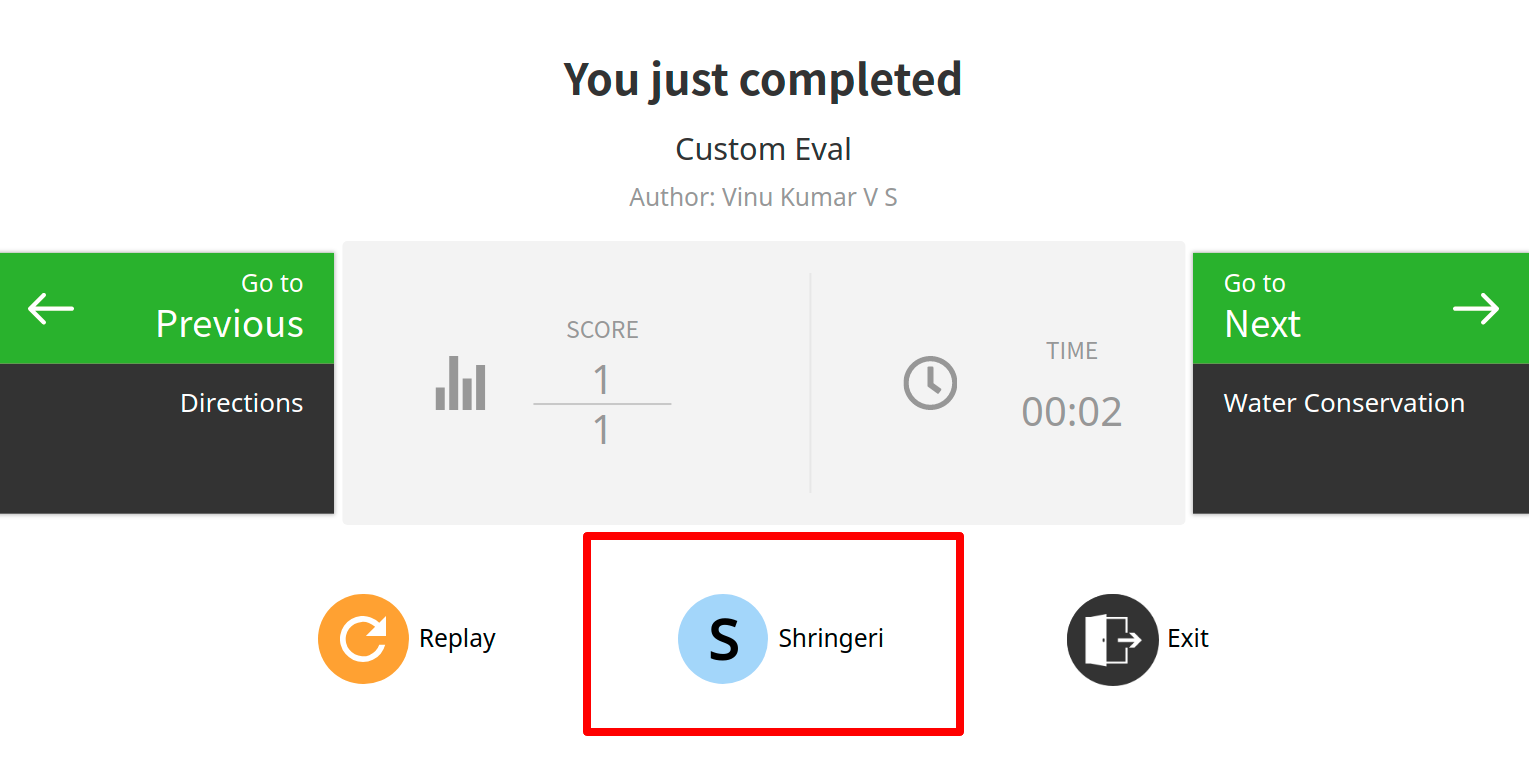 You just completed
Custom Eval
Author: Vinu Kumar V S
Go to
Previous
Directions
SCORE
1
1
TIME
00:02
Go to
Next
Water Conservation
Replay
S
Shringeri
Exit